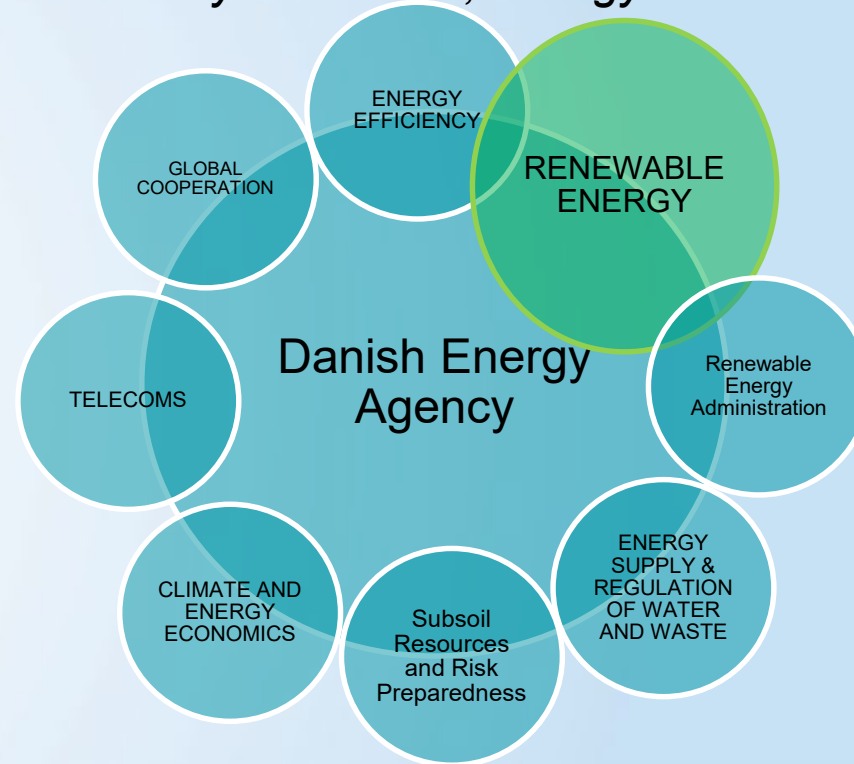 ENERGY
EFFICIENCY
RENEWABLE
ENERGY
GLOBAL
COOPERATION
Danish Energy
Agency
Renewable
Energy
Administration
TELECOMS
ENERGY
SUPPLY &
REGULATION
OF WATER
AND WASTE
CLIMATE AND
ENERGY
ECONOMICS
Subsoil
Resources
and Risk
Preparedness